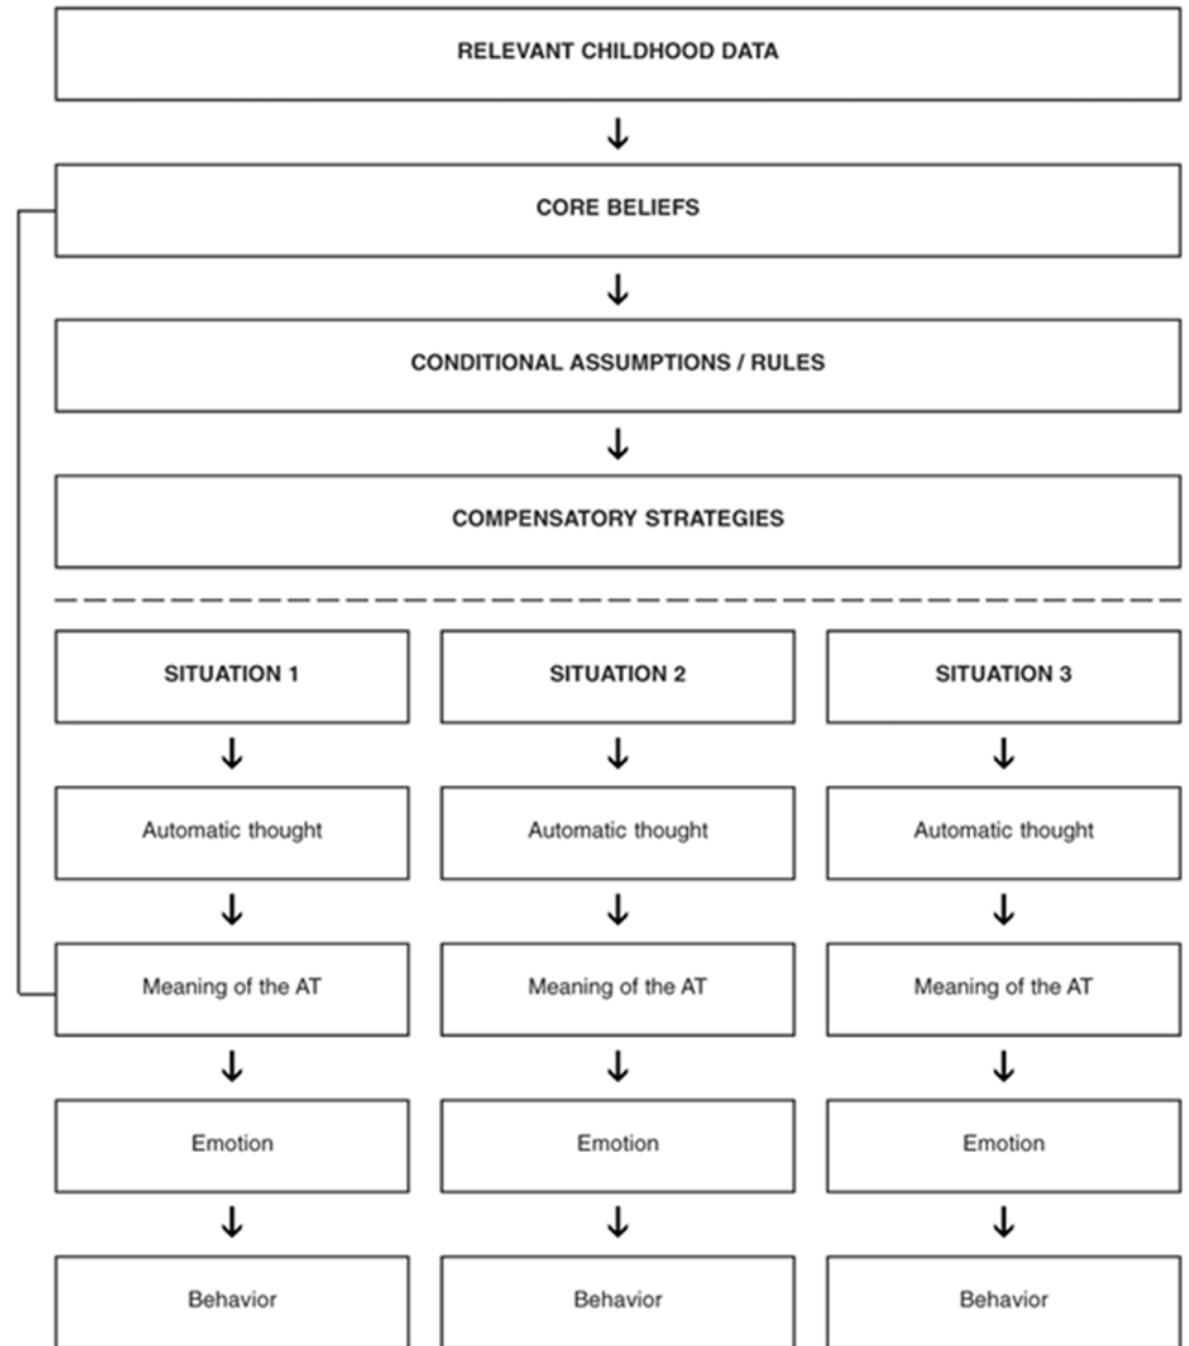 RELEVANT CHILDHOOD DATA
CORE BELIEFS
CONDITIONAL ASSUMPTIONS / RULES
COMPENSATORY STRATEGIES
SITUATION 1
SITUATION 2
SITUATION 3
Automatic thought
Automatic thought
Automatic thought
Meaning of the AT
Meaning of the AT
Meaning of the AT
Emotion
Emotion
Emotion
Behavior
Behavior
Behavior